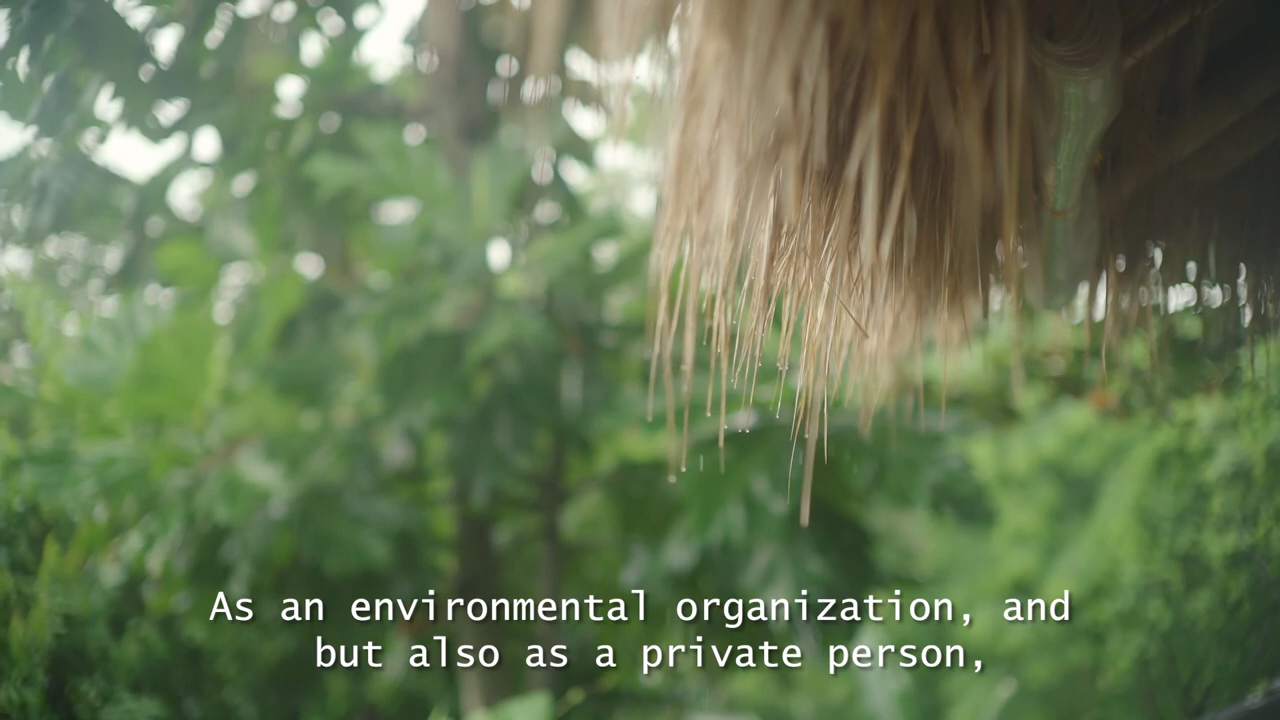 As an environmental organization, and
but also as a private person,